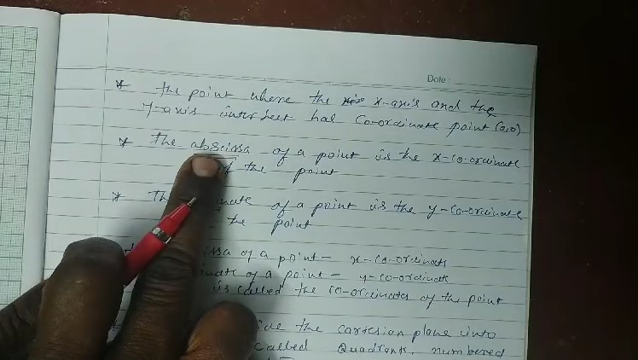 Date:
* the point where the x-axis and the
y-axis intersect has co-ordinate point (0,0)
* the abscissa of a point is the x-co-ordinate
of the point
* of a point is the y-co-ordinate
the point
of a point - x-co-ordinate
of a point - y-co-ordinate
is called the co-ordinates of the point
the cartesian plane into
called Quadrants, numbered